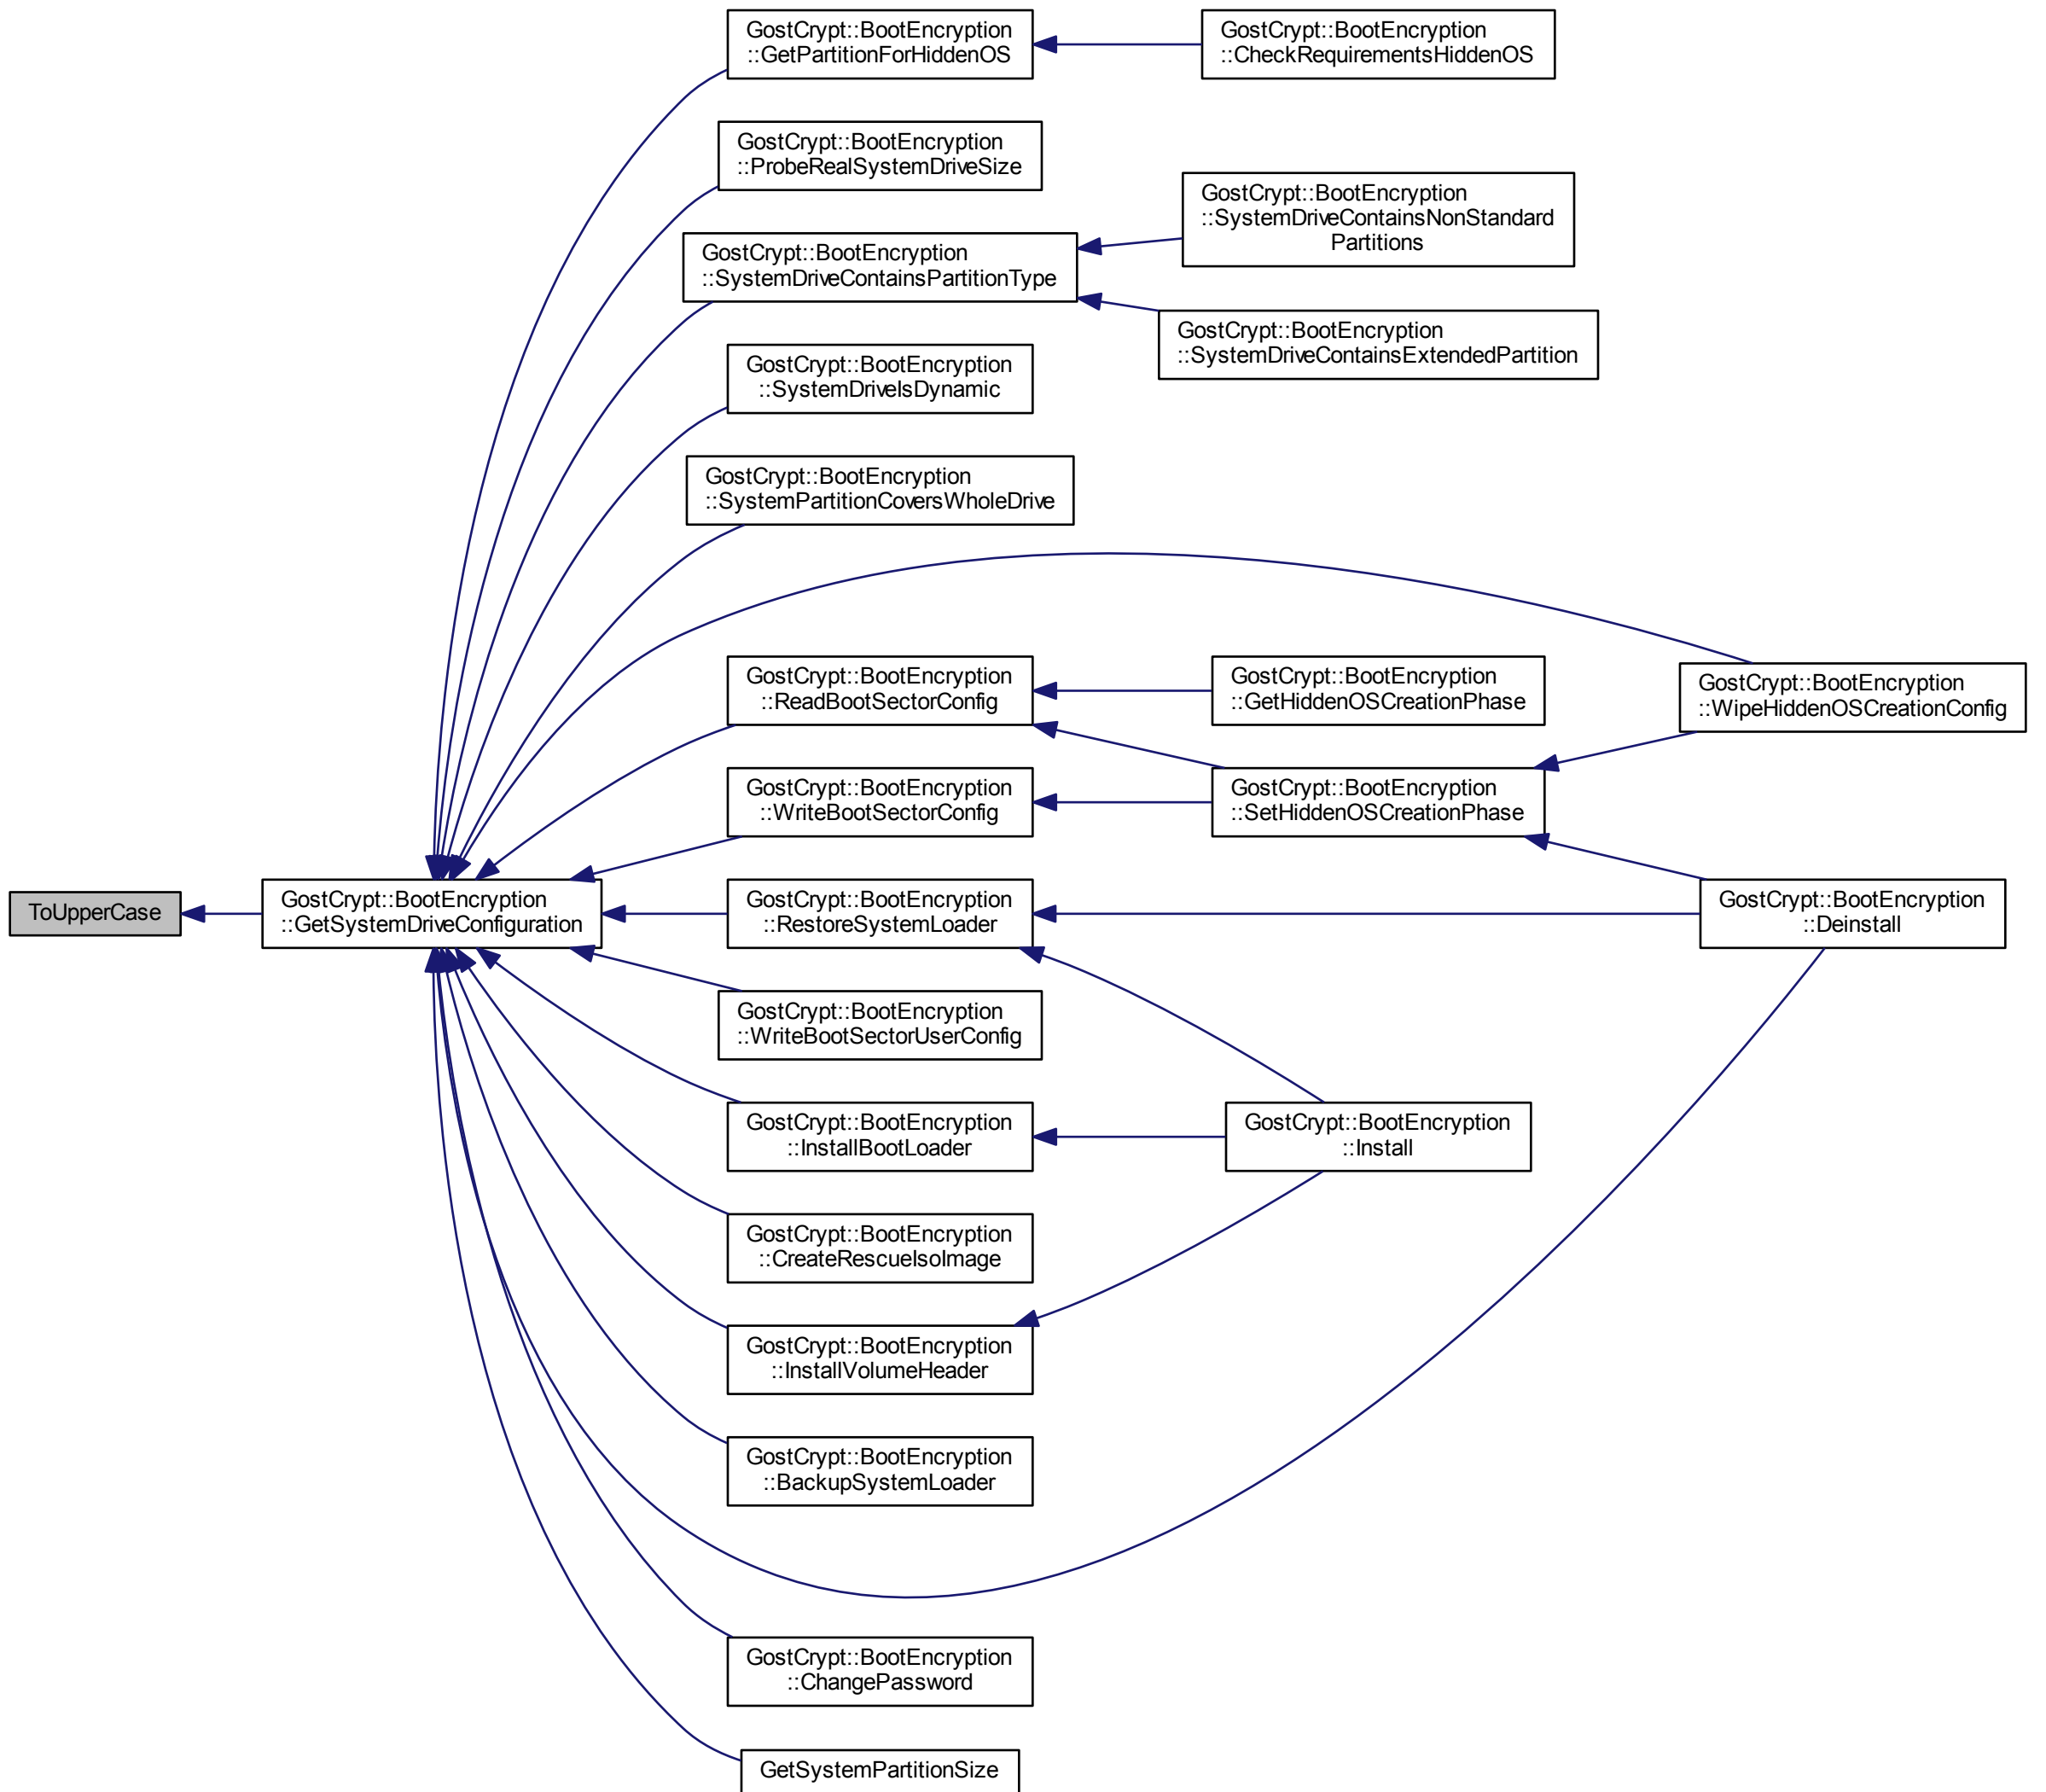 GostCrypt::BootEncryption
::GetPartitionForHiddenOS
GostCrypt::BootEncryption
::CheckRequirementsHiddenOS
GostCrypt::BootEncryption
::ProbeRealSystemDriveSize
GostCrypt::BootEncryption
::SystemDriveContainsNonStandard
Partitions
GostCrypt::BootEncryption
::SystemDriveContainsPartitionType
GostCrypt::BootEncryption
::SystemDriveContainsExtendedPartition
GostCrypt::BootEncryption
::SystemDriveIsDynamic
GostCrypt::BootEncryption
::SystemPartitionCoversWholeDrive
GostCrypt::BootEncryption
::ReadBootSectorConfig
GostCrypt::BootEncryption
::GetHiddenOSCreationPhase
GostCrypt::BootEncryption
::WipeHiddenOSCreationConfig
GostCrypt::BootEncryption
::WriteBootSectorConfig
GostCrypt::BootEncryption
::SetHiddenOSCreationPhase
ToUpperCase
GostCrypt::BootEncryption
::GetSystemDriveConfiguration
GostCrypt::BootEncryption
::RestoreSystemLoader
GostCrypt::BootEncryption
::Deinstall
GostCrypt::BootEncryption
::WriteBootSectorUserConfig
GostCrypt::BootEncryption
::InstallBootLoader
GostCrypt::BootEncryption
::Install
GostCrypt::BootEncryption
::CreateRescueIsoImage
GostCrypt::BootEncryption
::InstallVolumeHeader
GostCrypt::BootEncryption
::BackupSystemLoader
GostCrypt::BootEncryption
::ChangePassword
GetSystemPartitionSize